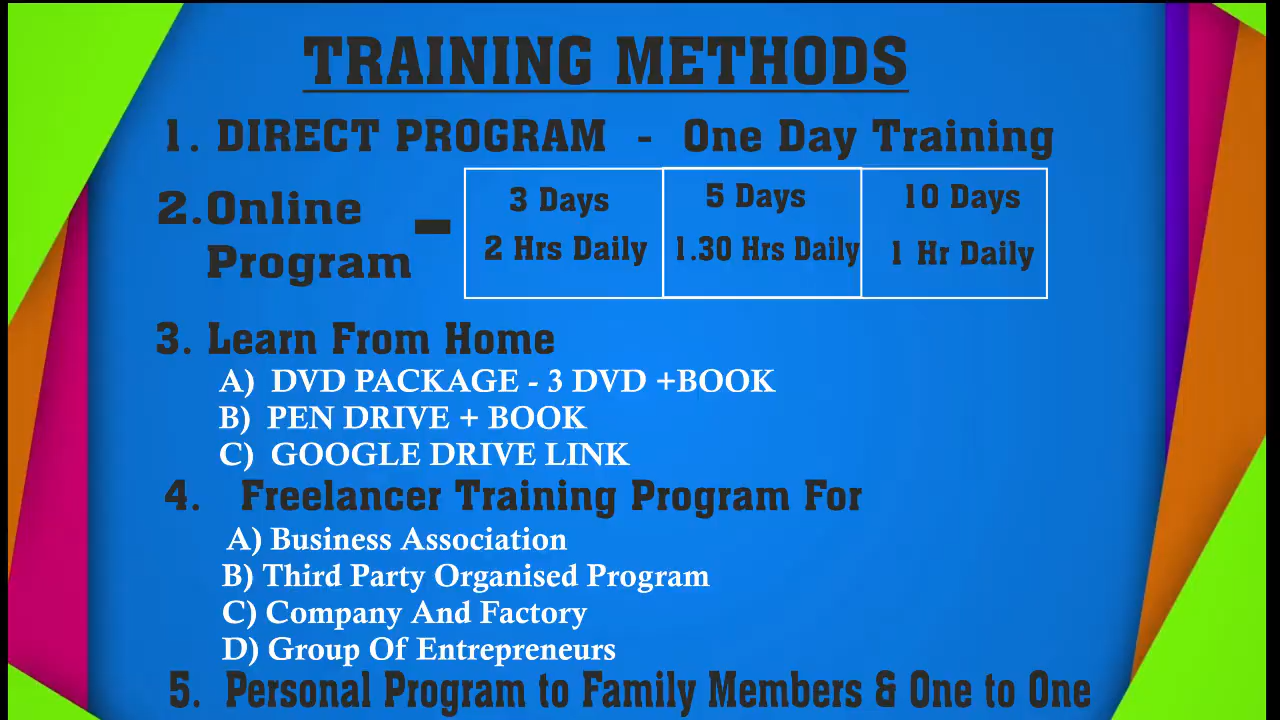 TRAINING METHODS
1. DIRECT PROGRAM - One Day Training
2.Online Program -
3 Days 5 Days 10 Days
2 Hrs Daily 1.30 Hrs Daily 1 Hr Daily
3. Learn From Home
A) DVD PACKAGE - 3 DVD +BOOK
B) PEN DRIVE + BOOK
C) GOOGLE DRIVE LINK
4. Freelancer Training Program For
A) Business Association
B) Third Party Organised Program
C) Company And Factory
D) Group Of Entrepreneurs
5. Personal Program to Family Members & One to One